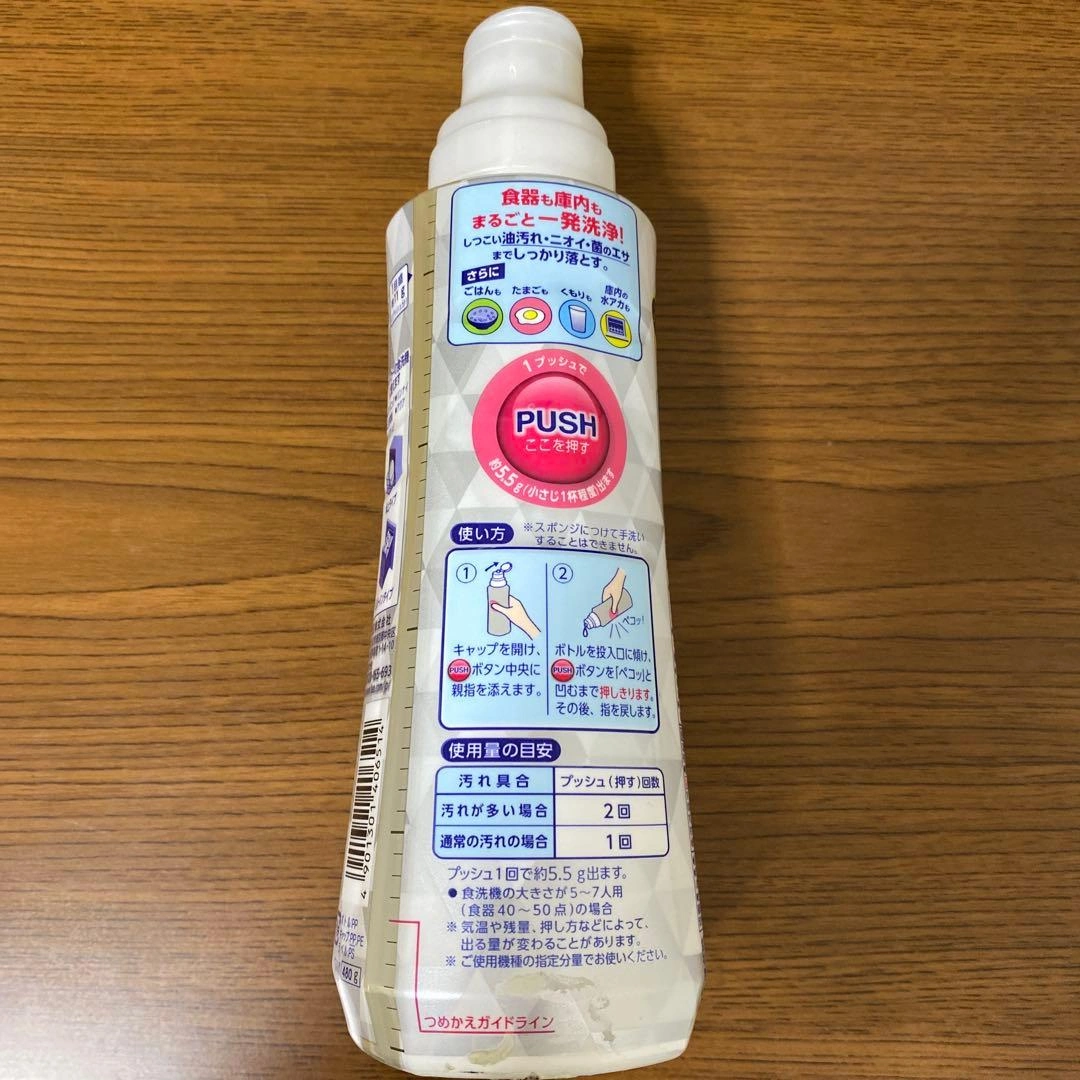 食器も庫内も
まるごと一発洗浄!
しつこい油汚れ・ニオイ・菌のエサ
までしっかり落とす。
さらに
ごはんも
たまごも
くもりも
庫内の
水アカも
1プッシュで
PUSH
ここを押す
約5.5g(小さじ1杯程度)出ます
使い方
※スポンジにつけて手洗い
することはできません。
①
キャップを開け、
PUSH ボタン中央に
親指を添えます。
②
ペコッ!
ボトルを投入口に傾け、
PUSH ボタンを「ペコッ」と
凹むまで押しきります。
その後、指を戻します。
使用量の目安
汚れ具合 プッシュ(押す)回数
汚れが多い場合 2回
通常の汚れの場合 1回
プッシュ1回で約5.5g出ます。
● 食洗機の大きさが5～7人用
(食器40～50点)の場合
※ 気温や残量、押し方などによって、
出る量が変わることがあります。
※ ご使用機種の指定分量でお使いください。
つめかえガイドライン
4 901301 406514
480g